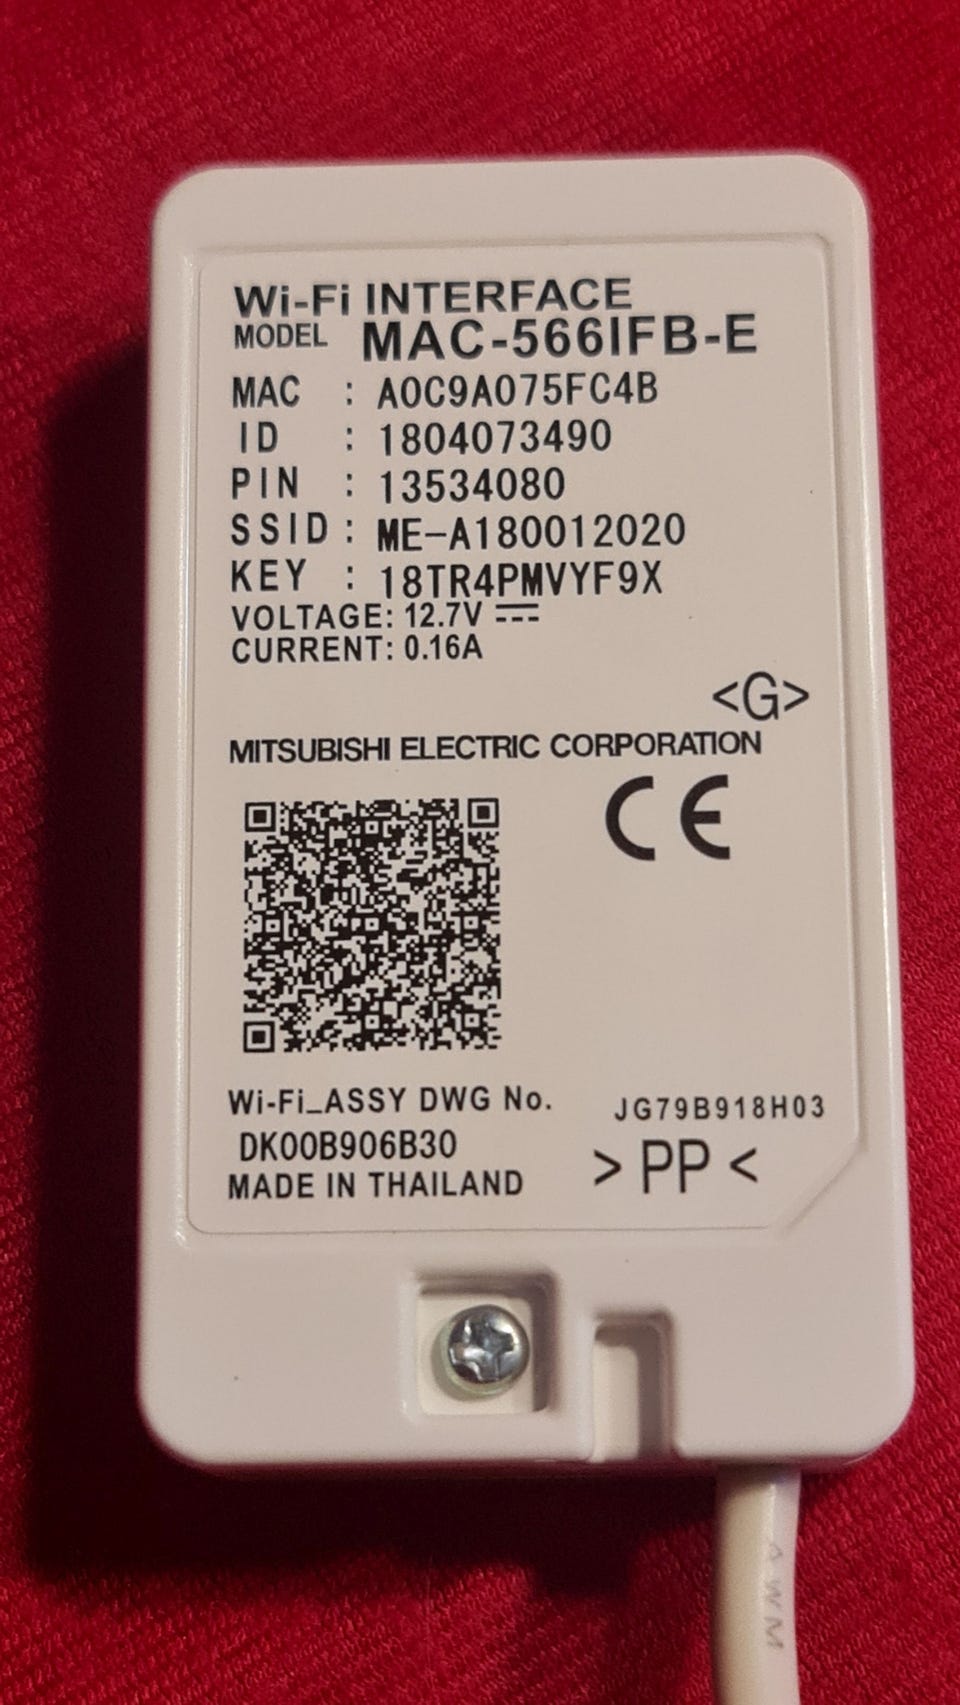 Wi-Fi INTERFACE
MODEL MAC-566IFB-E
MAC : A0C9A075FC4B
ID : 1804073490
PIN : 13534080
SSID : ME-A180012020
KEY : 18TR4PMVYF9X
VOLTAGE: 12.7V
CURRENT: 0.16A
<G>
MITSUBISHI ELECTRIC CORPORATION
CE
Wi-Fi_ASSY DWG No. JG79B918H03
DK00B906B30 >PP<
MADE IN THAILAND
AWM